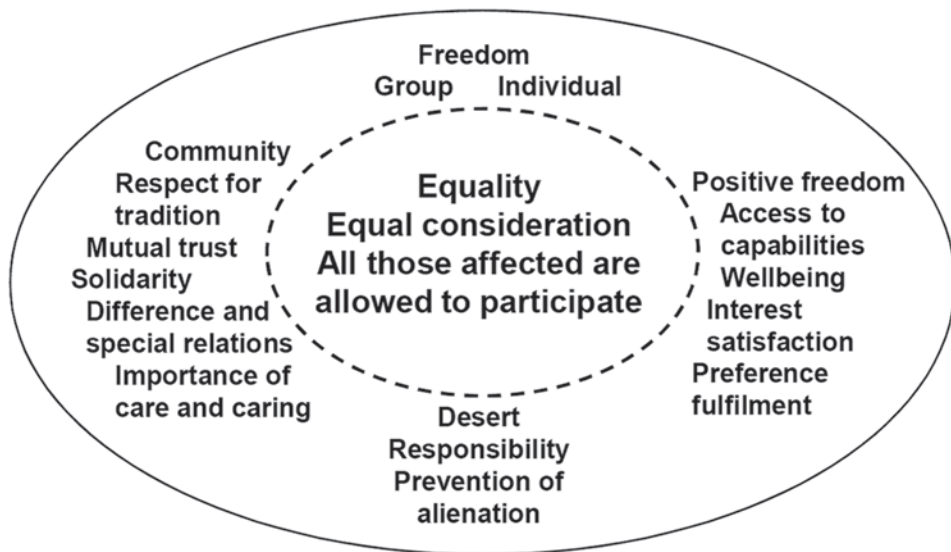 Freedom
Group Individual
Community
Respect for
tradition
Mutual trust
Solidarity
Difference and
special relations
Importance of
care and caring
Equality
Equal consideration
All those affected are
allowed to participate
Positive freedom
Access to
capabilities
Wellbeing
Interest
satisfaction
Preference
fulfilment
Desert
Responsibility
Prevention of
alienation